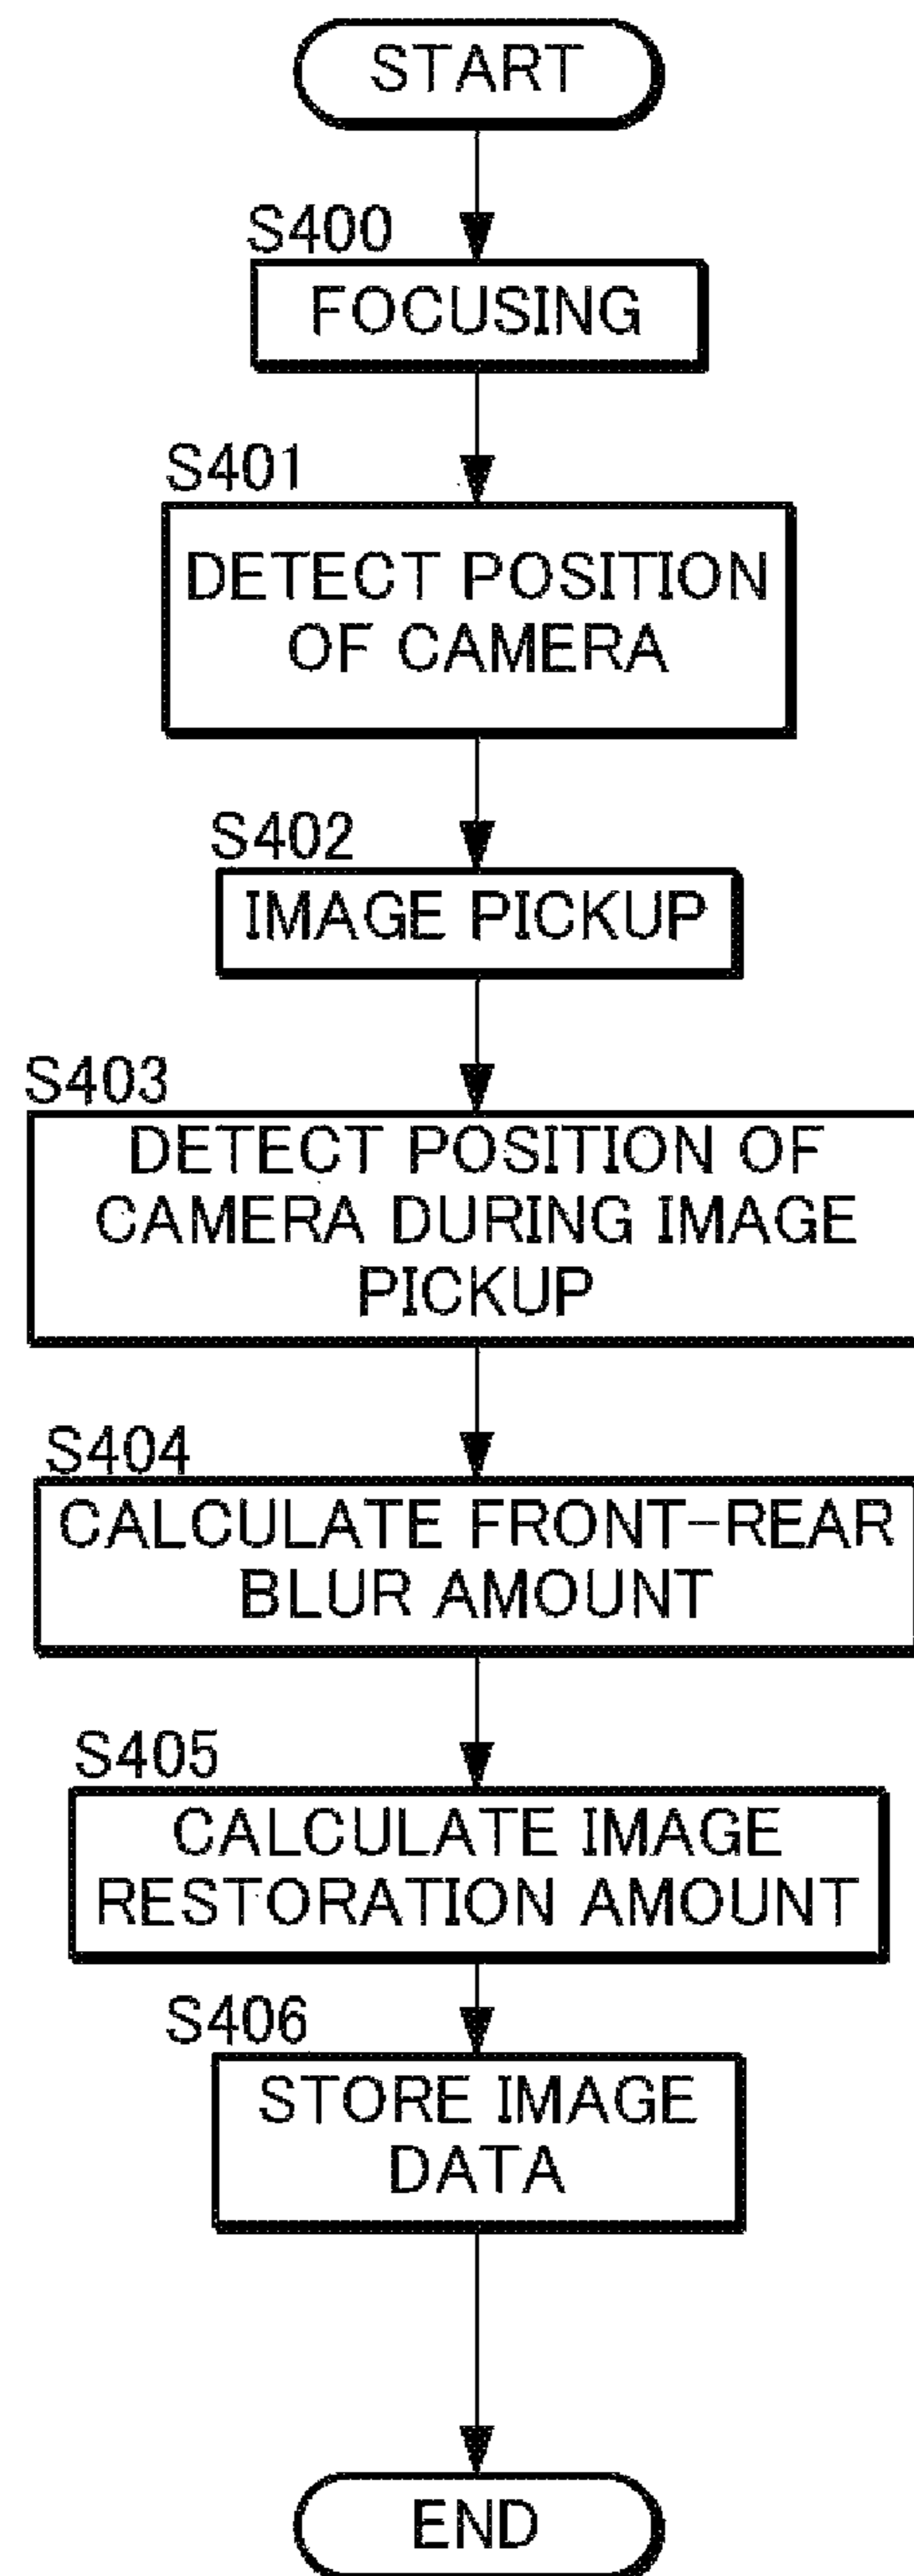 START
S400
FOCUSING
S401
DETECT POSITION
OF CAMERA
S402
IMAGE PICKUP
S403
DETECT POSITION OF
CAMERA DURING IMAGE
PICKUP
S404
CALCULATE FRONT-REAR
BLUR AMOUNT
S405
CALCULATE IMAGE
RESTORATION AMOUNT
S406
STORE IMAGE
DATA
END